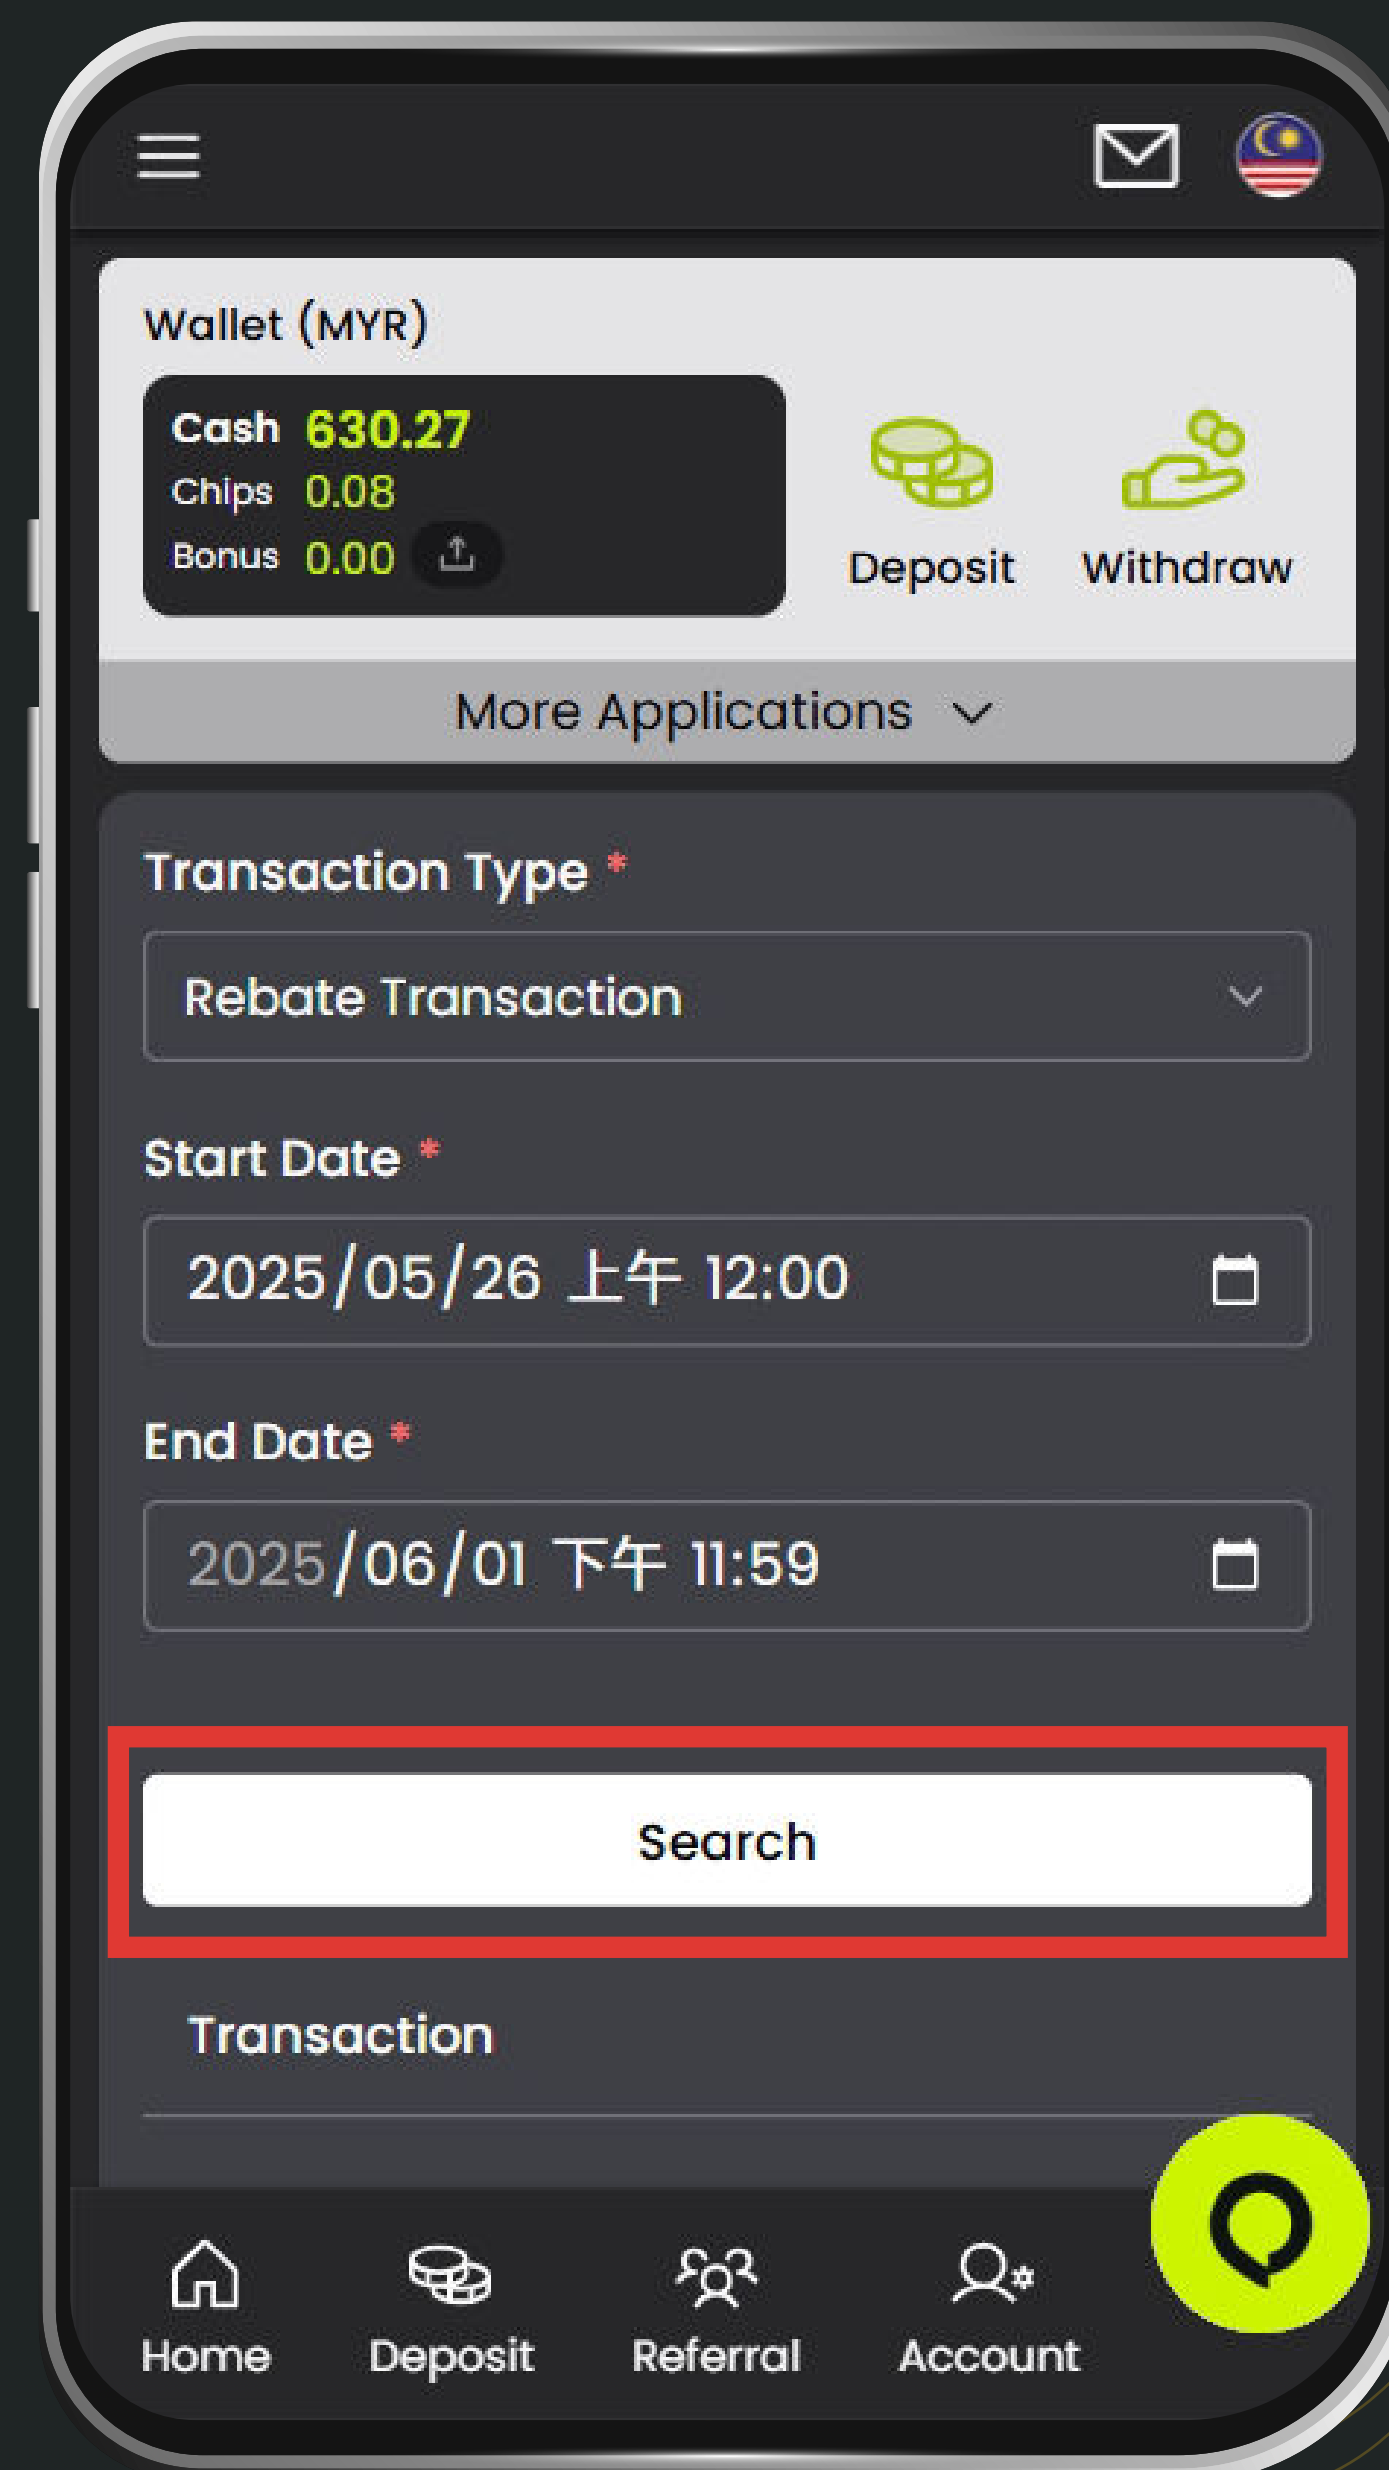 Wallet (MYR)
Cash 630.27
Chips 0.08
Bonus 0.00
Deposit Withdraw
More Applications
Transaction Type *
Rebate Transaction
Start Date *
2025/05/26 上午 12:00
End Date *
2025/06/01 下午 11:59
Search
Transaction
Home Deposit Referral Account